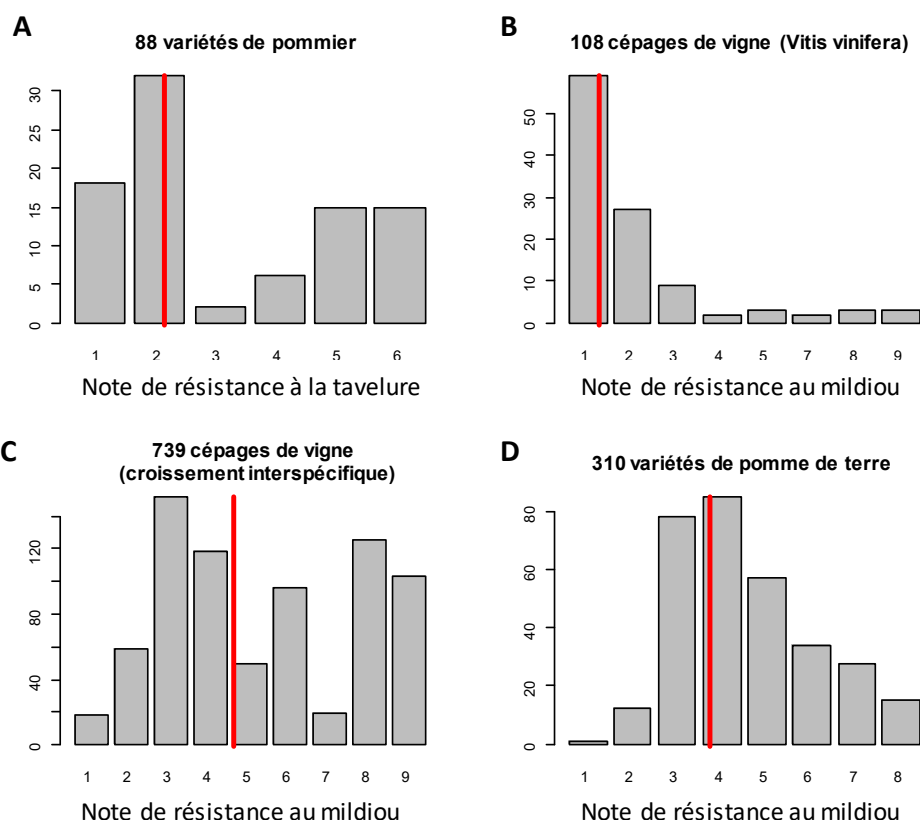 A
88 variétés de pommier
30
25
20
15
10
5
0
1 2 3 4 5 6
Note de résistance à la tavelure
B
108 cépages de vigne (Vitis vinifera)
50
40
30
20
10
0
1 2 3 4 5 7 8 9
Note de résistance au mildiou
C
739 cépages de vigne
(croissement interspécifique)
120
80
40
0
1 2 3 4 5 6 7 8 9
Note de résistance au mildiou
D
310 variétés de pomme de terre
80
60
40
20
0
1 2 3 4 5 6 7 8
Note de résistance au mildiou